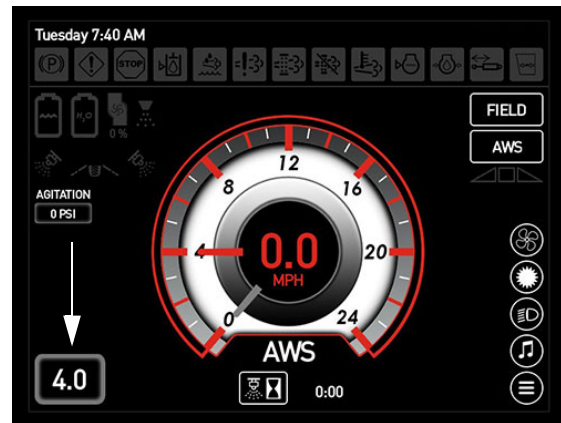 Tuesday 7:40 AM
(P) STOP
H₂O
0 %
FIELD
AWS
AGITATION
0 PSI
0 4 8 12 16 20 24
0.0
MPH
AWS
4.0
0:00